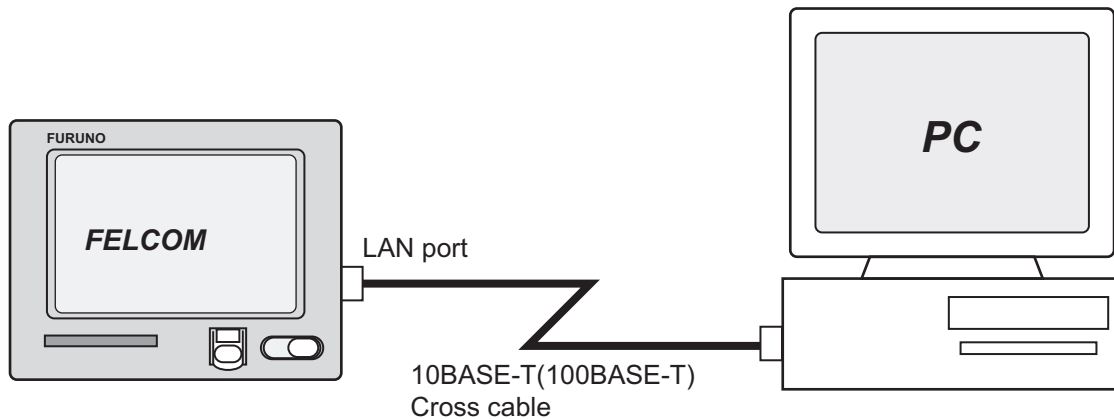 PC
FURUNO
FELCOM
LAN port
10BASE-T(100BASE-T)
Cross cable